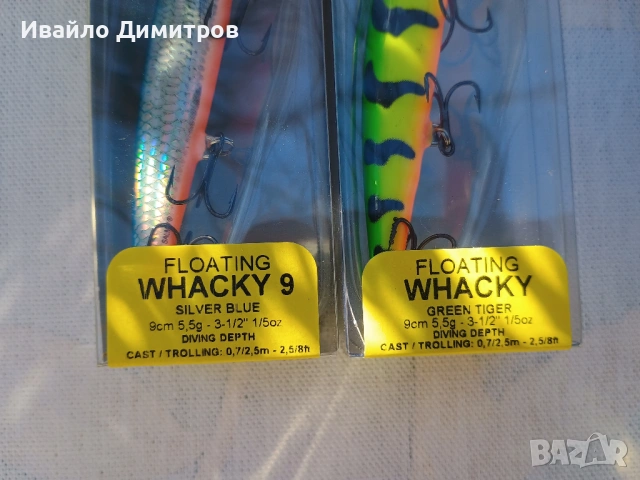 Ивайло Димитров
FLOATING
WHACKY 9
SILVER BLUE
9cm 5,5g - 3-1/2" 1/5oz
DIVING DEPTH
CAST / TROLLING: 0,7/2,5m - 2,5/8ft
FLOATING
WHACKY
GREEN TIGER
9cm 5,5g - 3-1/2" 1/5oz
DIVING DEPTH
CAST / TROLLING: 0,7/2,5m - 2,5/8ft
BAZAR